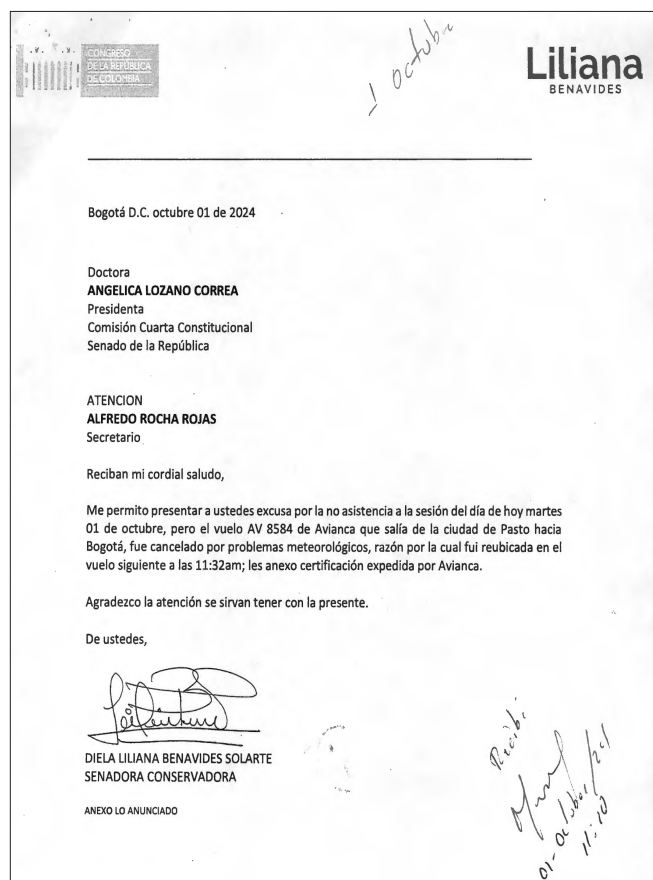 CONGRESO
DE LA REPÚBLICA
DE COLOMBIA
1 octubre
Liliana
BENAVIDES
Bogotá D.C. octubre 01 de 2024
Doctora
ANGELICA LOZANO CORREA
Presidenta
Comisión Cuarta Constitucional
Senado de la República
ATENCION
ALFREDO ROCHA ROJAS
Secretario
Reciban mi cordial saludo,
Me permito presentar a ustedes excusa por la no asistencia a la sesión del día de hoy martes
01 de octubre, pero el vuelo AV 8584 de Avianca que salía de la ciudad de Pasto hacia
Bogotá, fue cancelado por problemas meteorológicos, razón por la cual fui reubicada en el
vuelo siguiente a las 11:32am; les anexo certificación expedida por Avianca.
Agradezco la atención se sirvan tener con la presente.
De ustedes,
DIELA LILIANA BENAVIDES SOLARTE
SENADORA CONSERVADORA
ANEXO LO ANUNCIADO
Recibi
01-Octubre/24
11:10